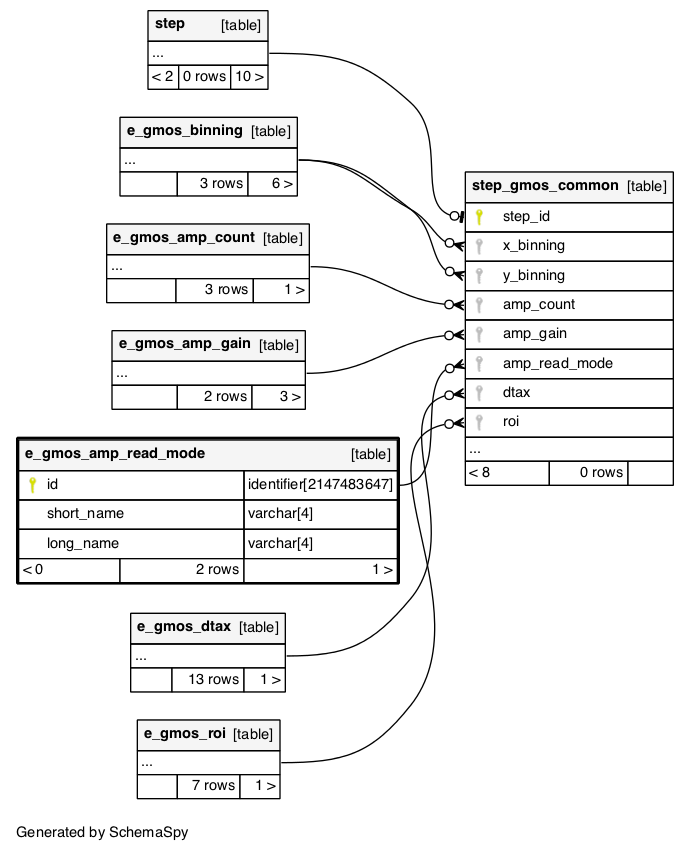 step [table]
...
< 2 0 rows 10 >
e_gmos_binning [table]
...
3 rows 6 >
e_gmos_amp_count [table]
...
3 rows 1 >
e_gmos_amp_gain [table]
...
2 rows 3 >
e_gmos_amp_read_mode [table]
id identifier[2147483647]
short_name varchar[4]
long_name varchar[4]
< 0 2 rows 1 >
e_gmos_dtax [table]
...
13 rows 1 >
e_gmos_roi [table]
...
7 rows 1 >
step_gmos_common [table]
step_id
x_binning
y_binning
amp_count
amp_gain
amp_read_mode
dtax
roi
...
< 8 0 rows
Generated by SchemaSpy